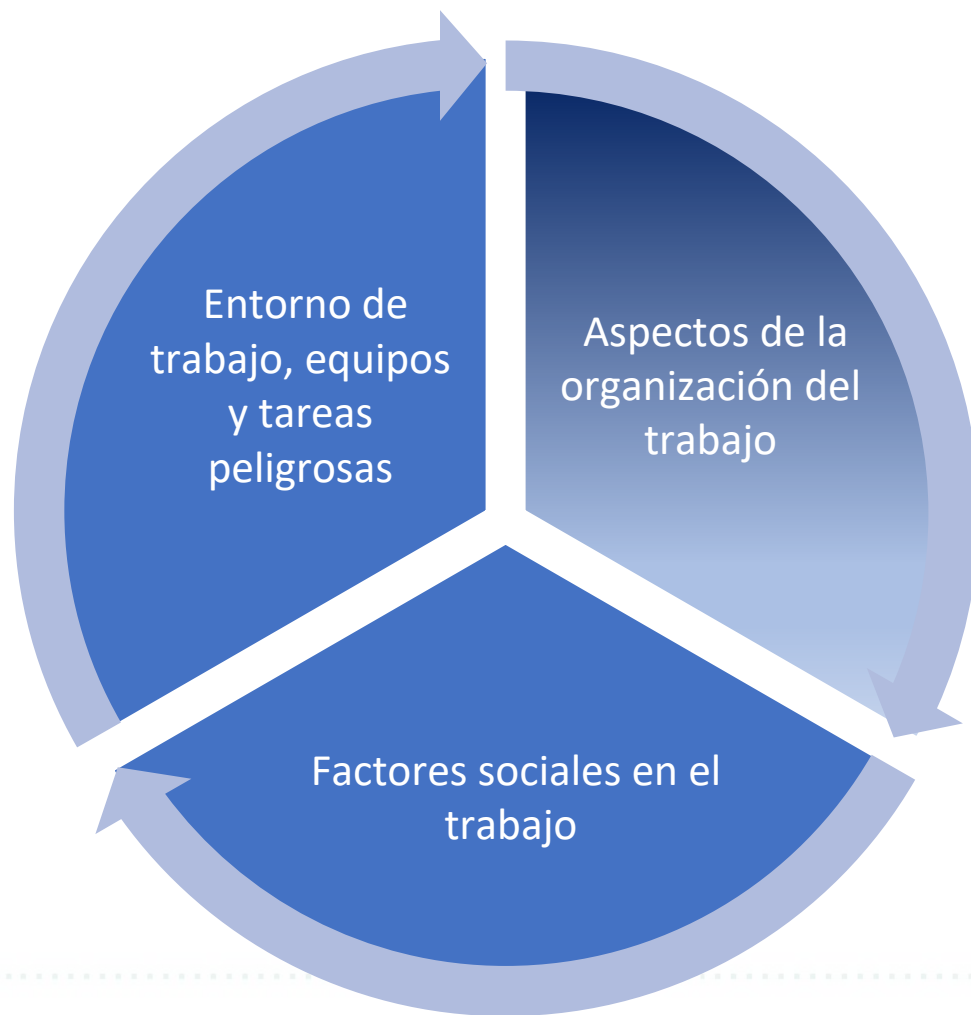 Entorno de
trabajo, equipos
y tareas
peligrosas
Aspectos de la
organización del
trabajo
Factores sociales en el
trabajo